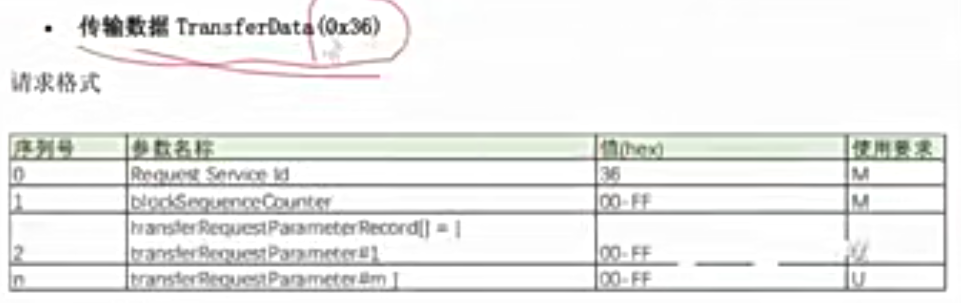 • 传输数据 TransferData (0x36)
请求格式
序列号 参数名称 值(hex) 使用要求
0 Request Service Id 36 M
1 blockSequenceCounter 00-FF M
transferRequestParameterRecord[] = [
2 transferRequestParameter#1 00-FF
n transferRequestParameter#m ] 00-FF U